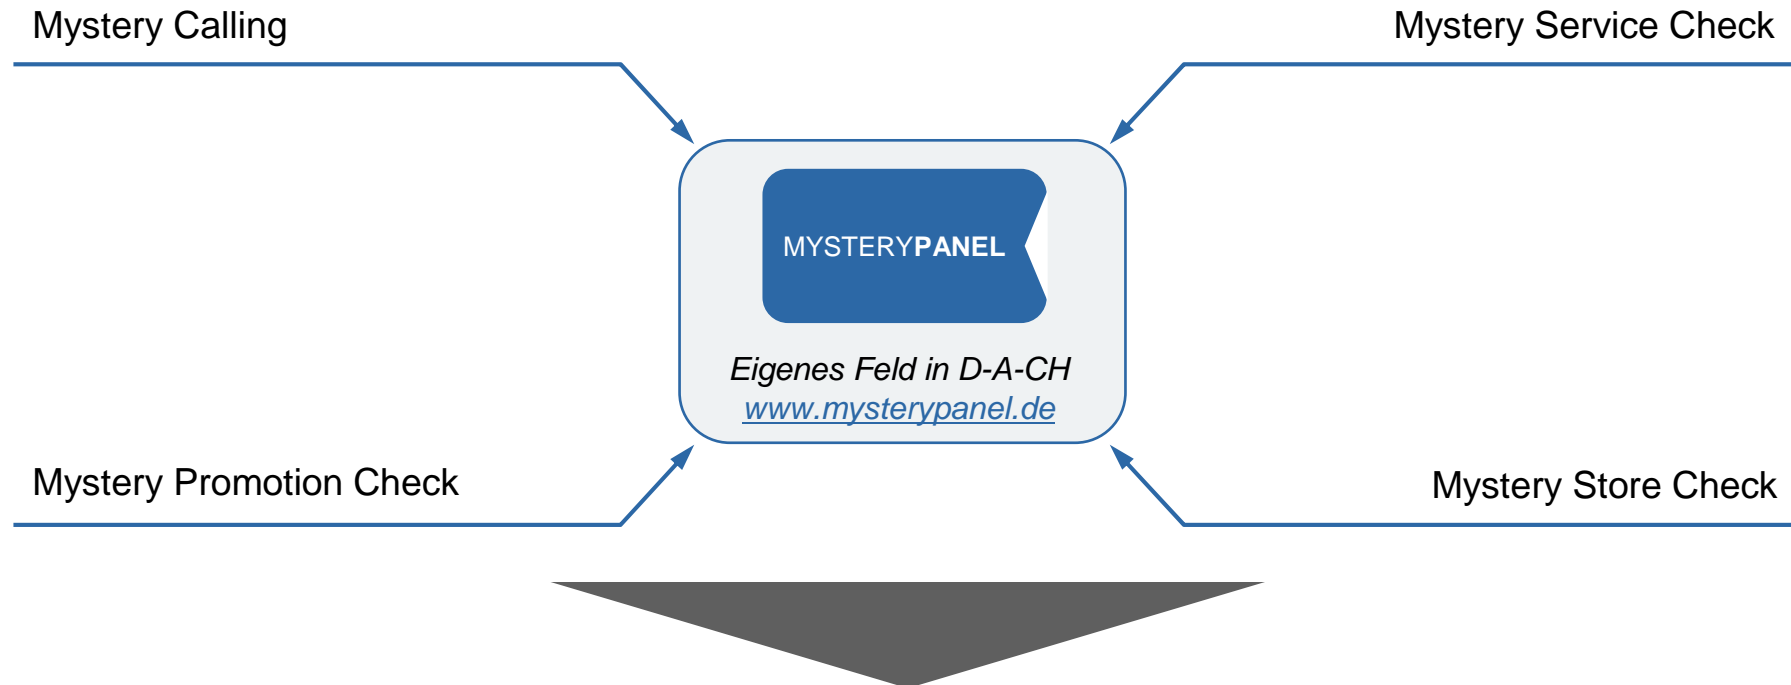 Mystery Calling
Mystery Service Check
MYSTERYPANEL
Eigenes Feld in D-A-CH
www.mysterypanel.de
Mystery Promotion Check
Mystery Store Check